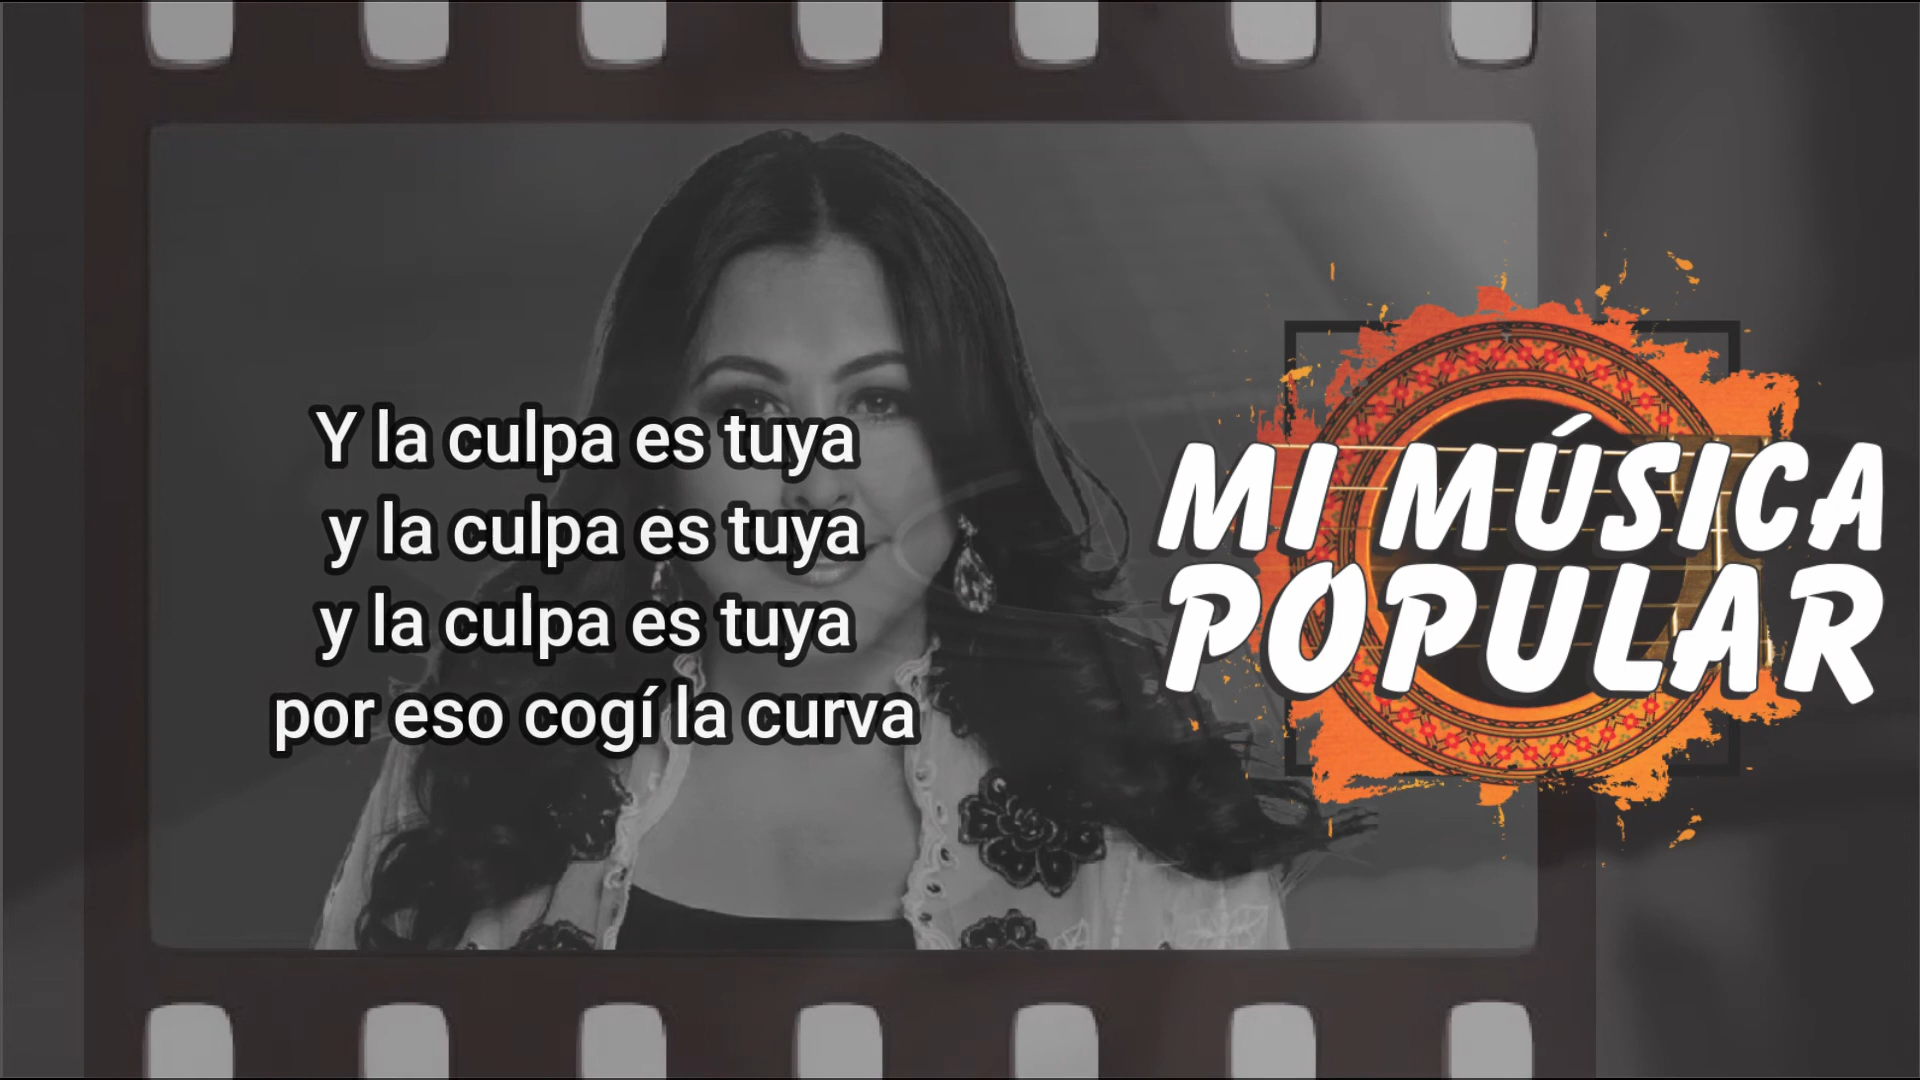 Y la culpa es tuya
y la culpa es tuya
y la culpa es tuya
por eso cogí la curva
MI MÚSICA
POPULAR